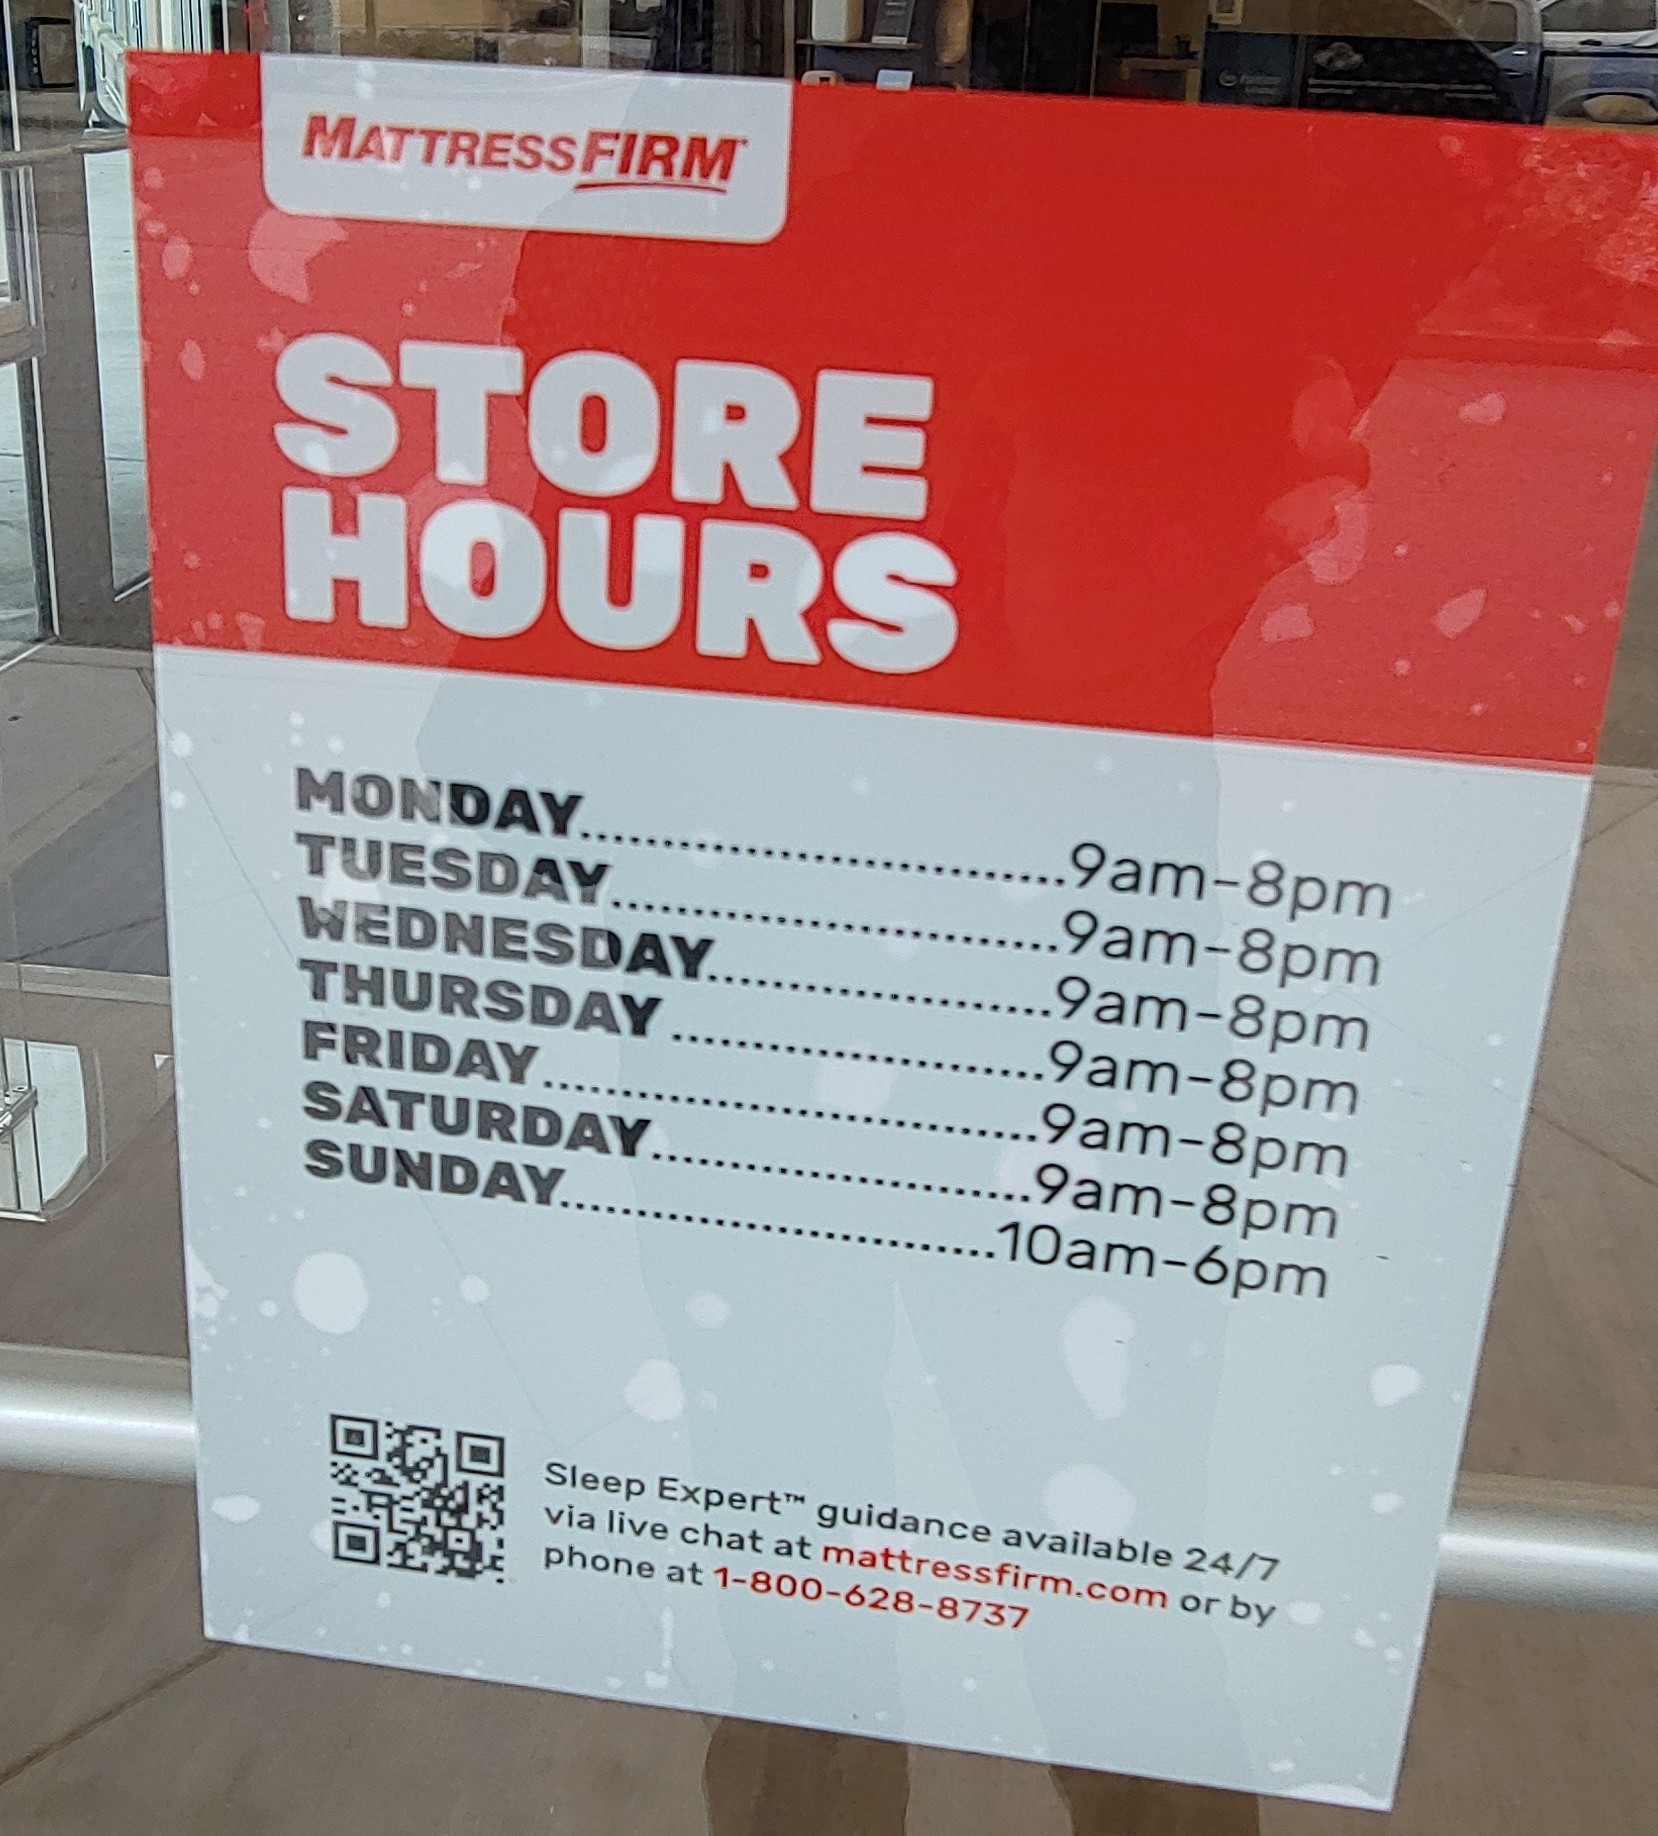 MATTRESSFIRM
STORE
HOURS
MONDAY..............................9am-8pm
TUESDAY............................9am-8pm
WEDNESDAY.....................9am-8pm
THURSDAY .......................9am-8pm
FRIDAY...............................9am-8pm
SATURDAY........................9am-8pm
SUNDAY...........................10am-6pm
Sleep Expert™ guidance available 24/7
via live chat at mattressfirm.com or by
phone at 1-800-628-8737